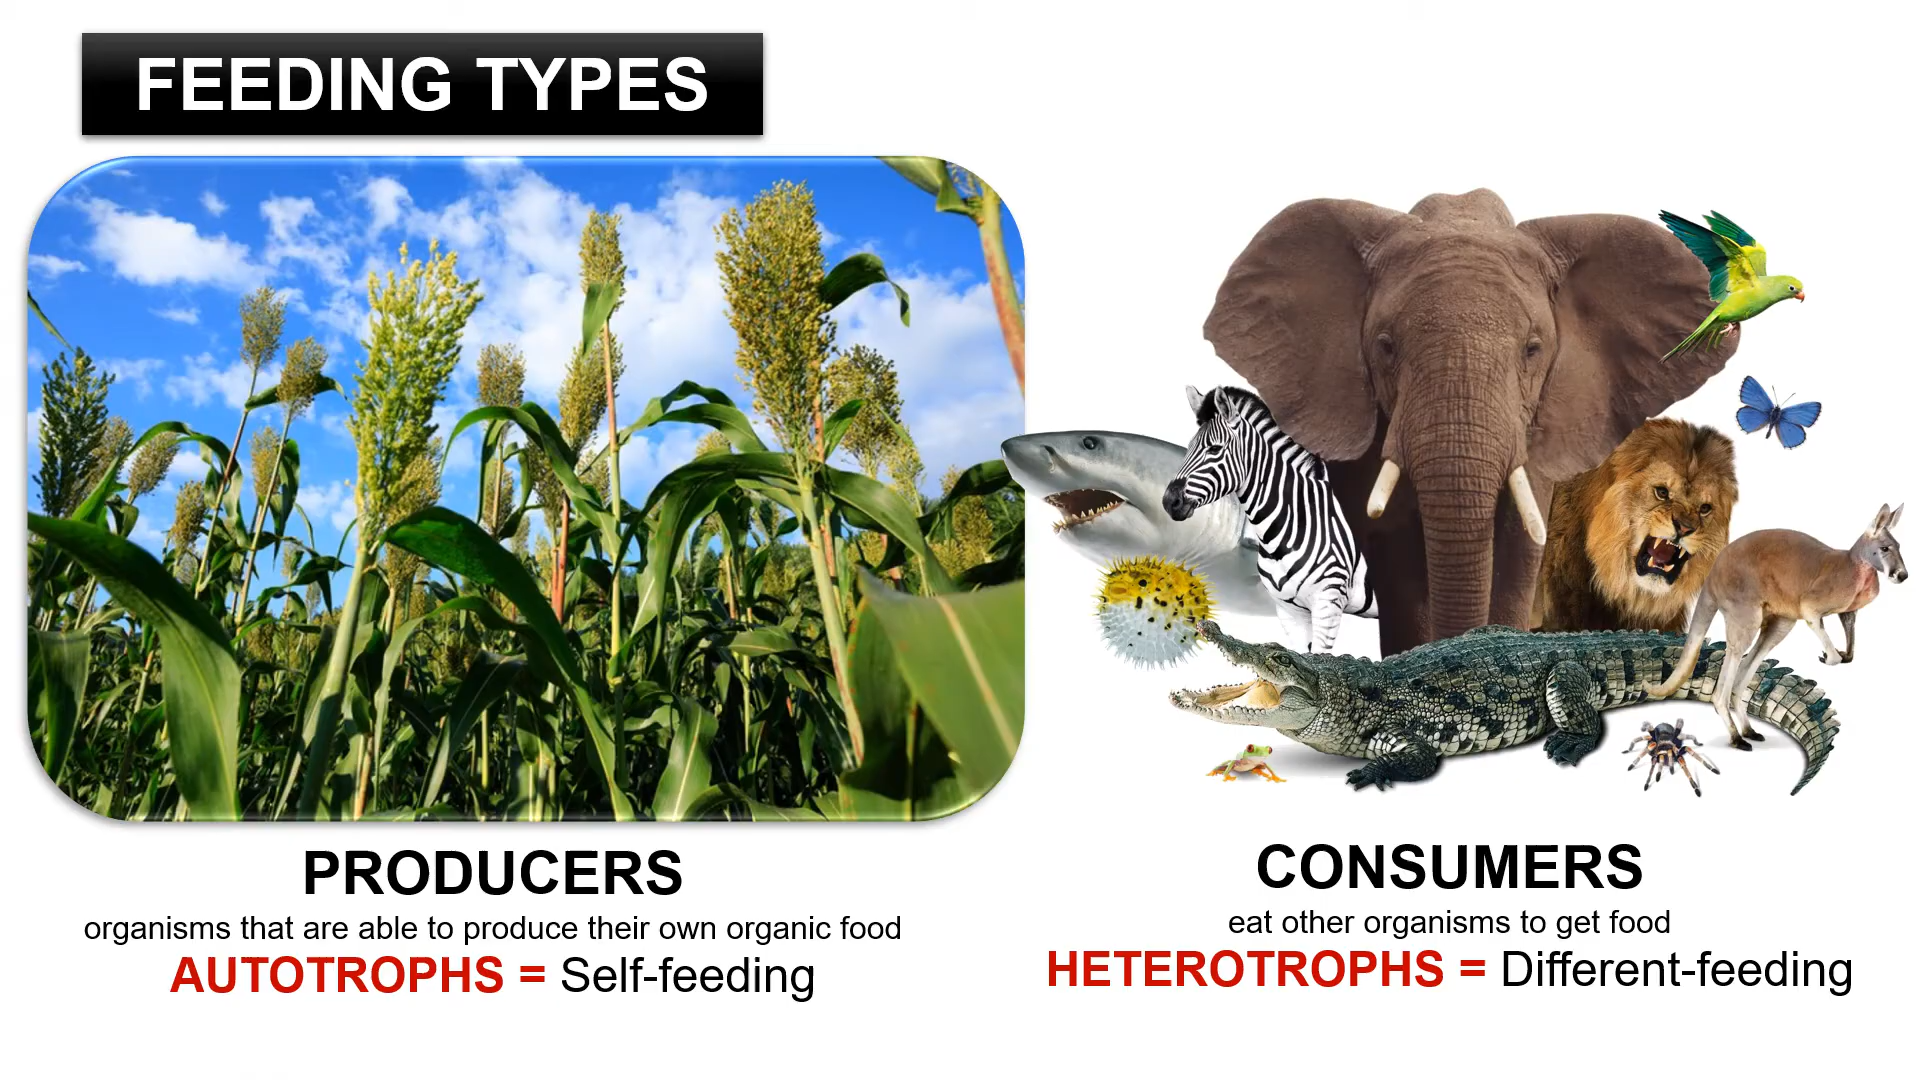 FEEDING TYPES
PRODUCERS
organisms that are able to produce their own organic food
AUTOTROPHS = Self-feeding
CONSUMERS
eat other organisms to get food
HETEROTROPHS = Different-feeding